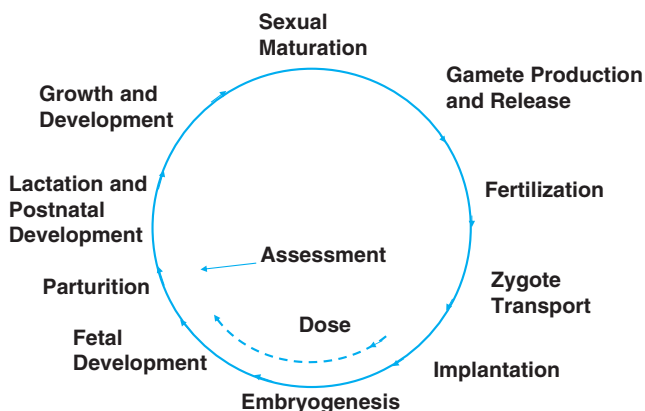 Sexual
Maturation
Gamete Production
and Release
Fertilization
Zygote
Transport
Implantation
Embryogenesis
Fetal
Development
Parturition
Lactation and
Postnatal
Development
Growth and
Development
Assessment
Dose